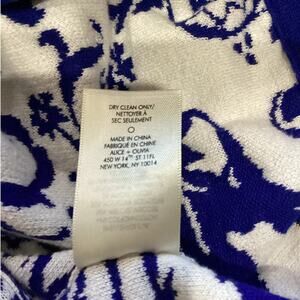 DRY CLEAN ONLY/
NETTOYER À
SEC SEULEMENT
MADE IN CHINA
FABRIQUÉ EN CHINE
ALICE + OLIVIA
450 W 14TH ST 11FL
NEW YORK, NY 10014